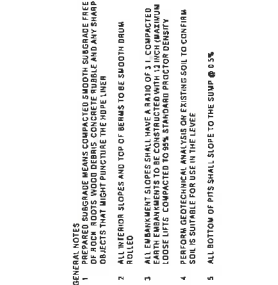 GENERAL NOTES
1 PREPARED SUBGRADE MEANS COMPACTED SMOOTH SUBGRADE FREE
OF ROCK ROOTS WOOD DEBRIS CONCRETE RUBBLE AND ANY SHARP
OBJECTS THAT MIGHT PUNCTURE THE HDPE LINER
2 ALL INTERIOR SLOPES AND TOP OF BERMS TO BE SMOOTH DRUM
ROLLED
3 ALL EMBANKMENT SLOPES SHALL HAVE A RATIO OF 3 1. COMPACTED
EARTH EMBANKMENTS TO BE CONSTRUCTED WITH 12 INCH (MAXIMUM
LOOSE LIFTS COMPACTED TO 95% STANDARD PROCTOR DENSITY
4 PERFORM GEOTECHNICAL ANALYSIS ON EXISTING SOIL TO CONFIRM
SOIL IS SUITABLE FOR USE IN THE LEVEE
5 ALL BOTTOM OF PITS SHALL SLOPE TO THE SUMP @ 0 5%